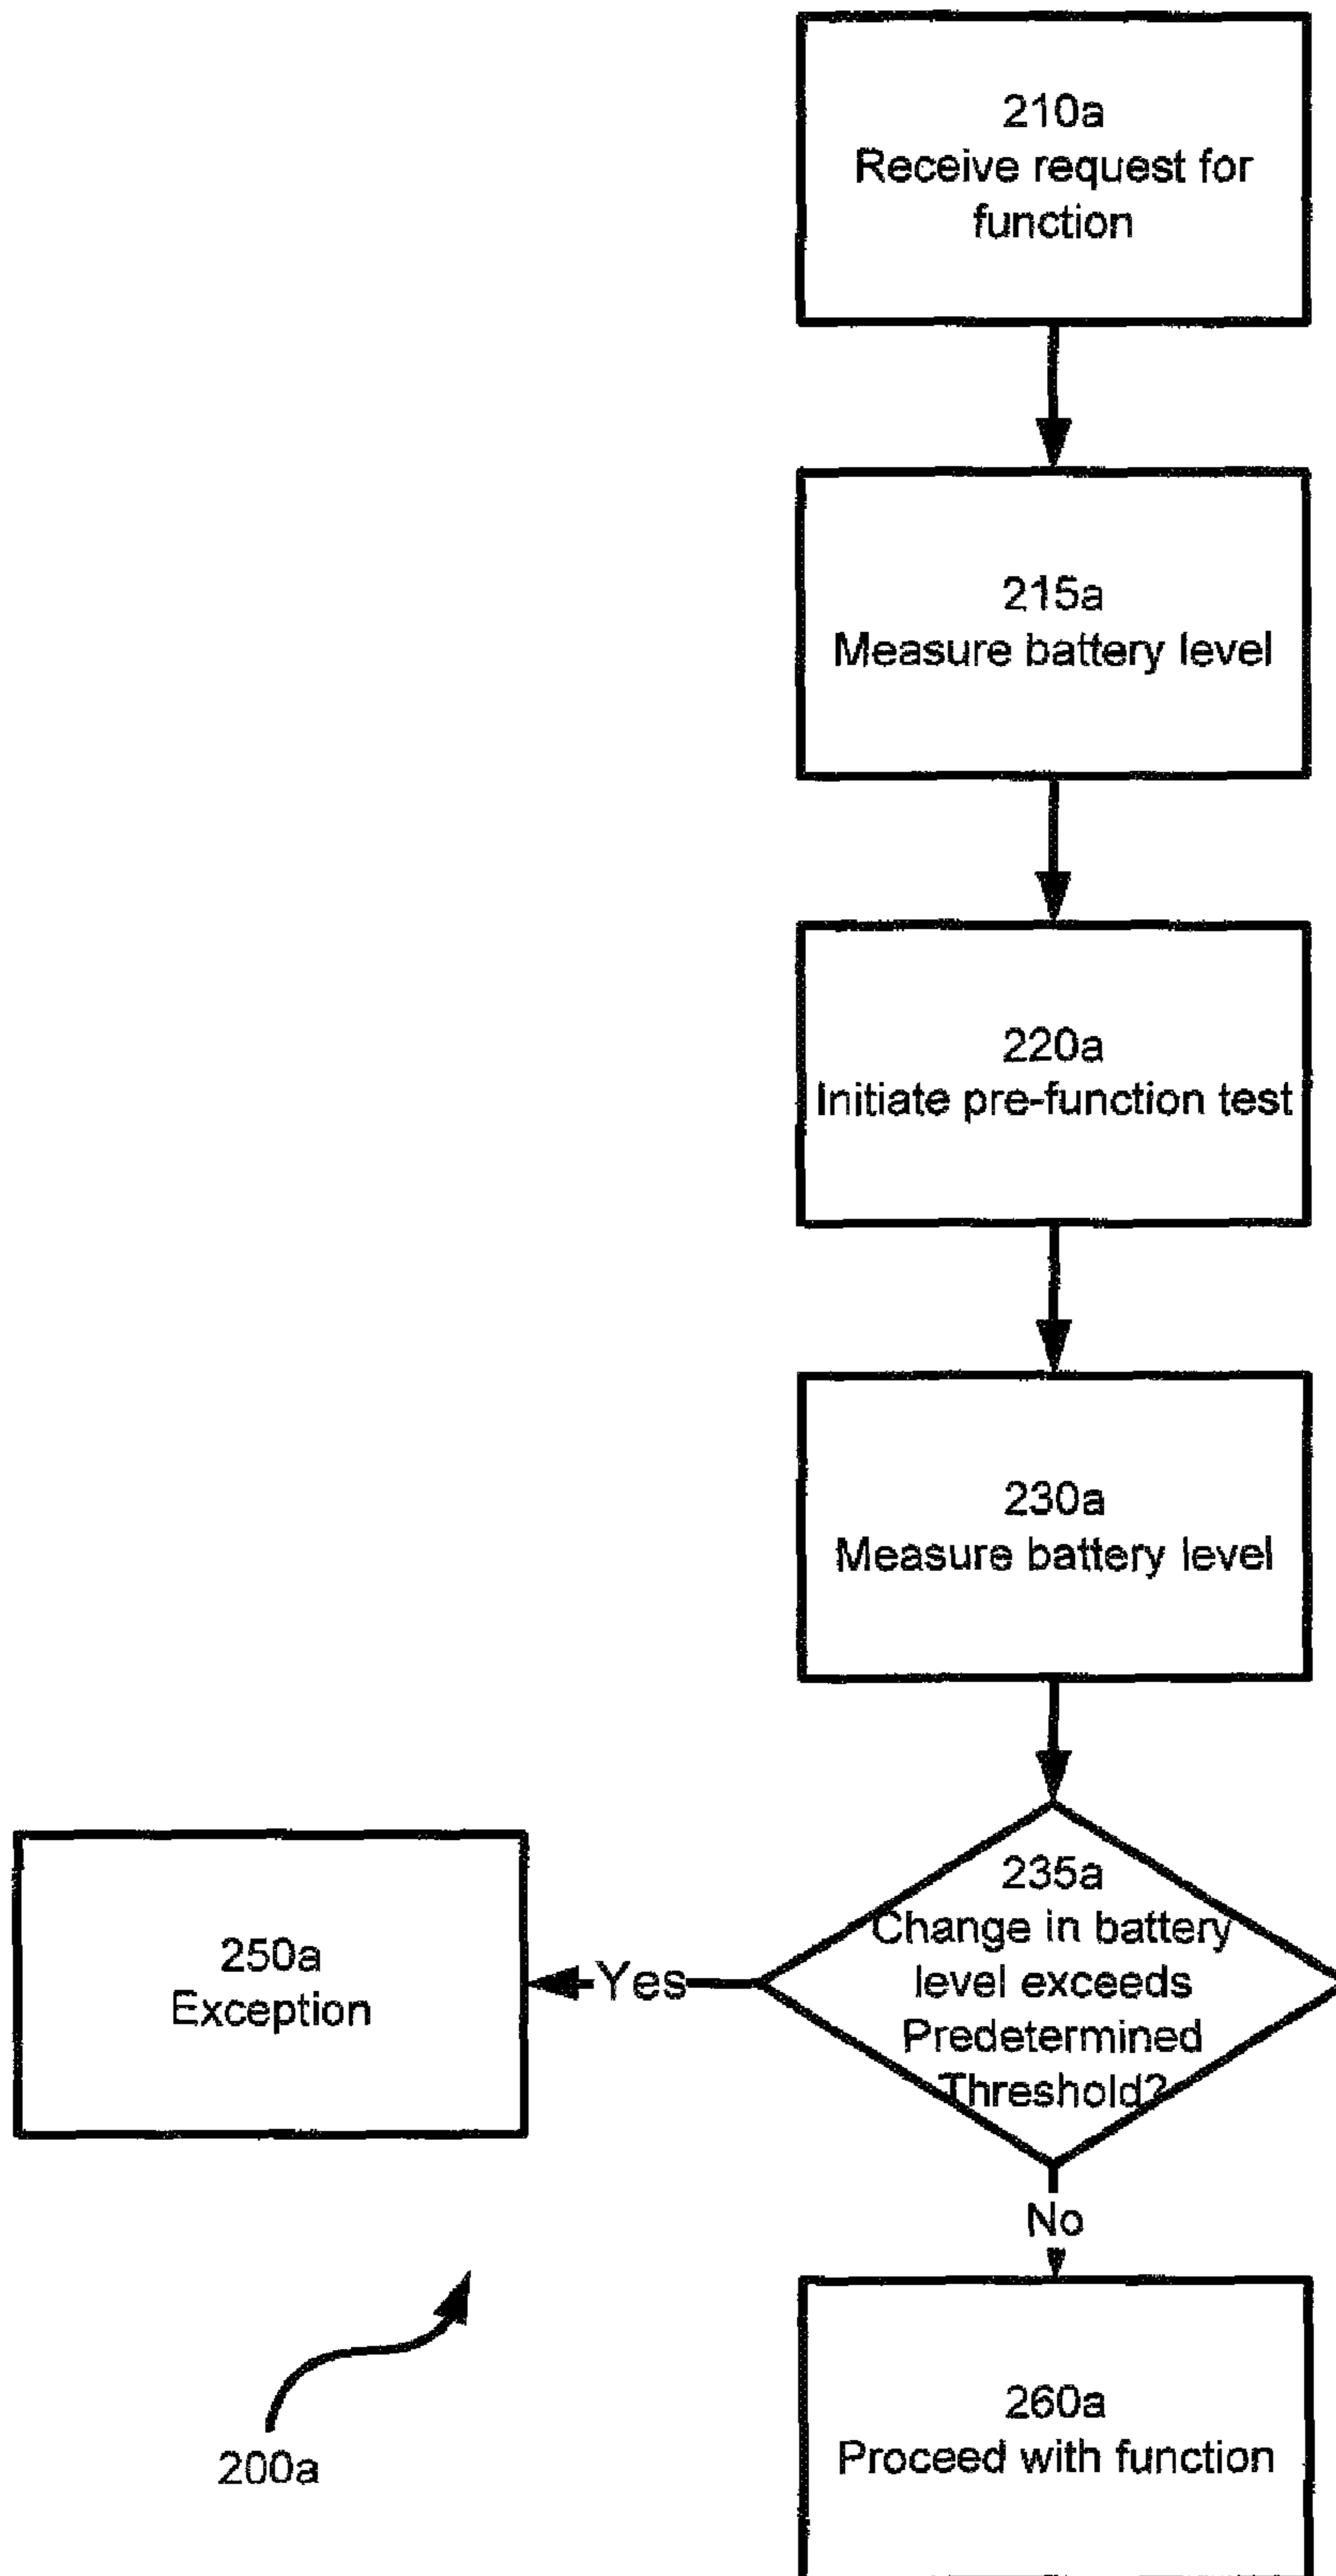 210a
Receive request for
function
215a
Measure battery level
220a
Initiate pre-function test
230a
Measure battery level
235a
Change in battery
level exceeds
Predetermined
Threshold?
Yes
250a
Exception
No
260a
Proceed with function
200a